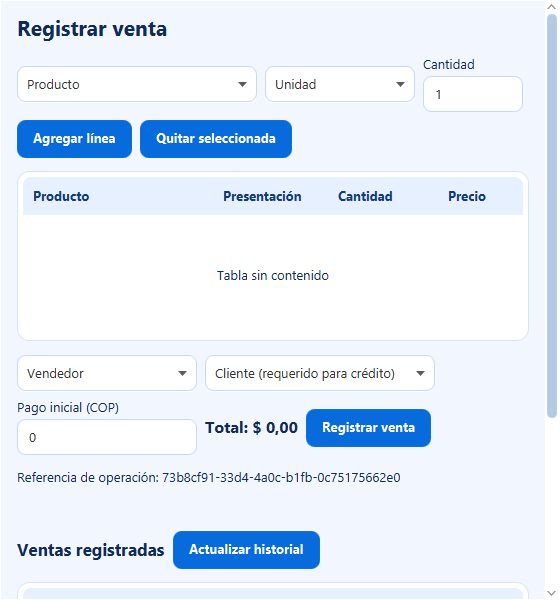 Registrar venta
Cantidad
Producto Unidad 1
Agregar línea Quitar seleccionada
Producto Presentación Cantidad Precio
Tabla sin contenido
Vendedor Cliente (requerido para crédito)
Pago inicial (COP)
0 Total: $ 0,00 Registrar venta
Referencia de operación: 73b8cf91-33d4-4a0c-b1fb-0c75175662e0
Ventas registradas Actualizar historial